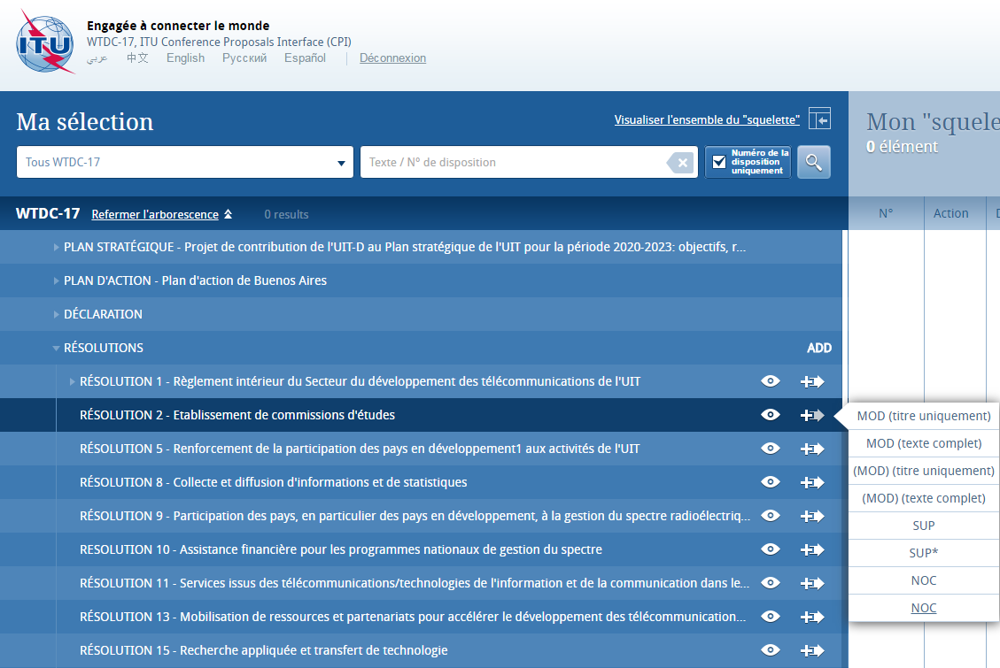 ITU
Engagée à connecter le monde
WTDC-17, ITU Conference Proposals Interface (CPI)
عربي 中文 English Русский Español Déconnexion
Ma sélection
Visualiser l'ensemble du "squelette"
Mon "squele
0 élément
Tous WTDC-17
Texte / N° de disposition
Numéro de la
disposition
uniquement
WTDC-17 Refermer l'arborescence 0 results
N° Action D
PLAN STRATÉGIQUE - Projet de contribution de l'UIT-D au Plan stratégique de l'UIT pour la période 2020-2023: objectifs, r...
PLAN D'ACTION - Plan d'action de Buenos Aires
DÉCLARATION
RÉSOLUTIONS ADD
RÉSOLUTION 1 - Règlement intérieur du Secteur du développement des télécommunications de l'UIT
RÉSOLUTION 2 - Etablissement de commissions d'études
RÉSOLUTION 5 - Renforcement de la participation des pays en développement1 aux activités de l'UIT
RÉSOLUTION 8 - Collecte et diffusion d'informations et de statistiques
RÉSOLUTION 9 - Participation des pays, en particulier des pays en développement, à la gestion du spectre radioélectriq...
RÉSOLUTION 10 - Assistance financière pour les programmes nationaux de gestion du spectre
RÉSOLUTION 11 - Services issus des télécommunications/technologies de l'information et de la communication dans le...
RÉSOLUTION 13 - Mobilisation de ressources et partenariats pour accélérer le développement des télécommunication...
RÉSOLUTION 15 - Recherche appliquée et transfert de technologie
MOD (titre uniquement)
MOD (texte complet)
(MOD) (titre uniquement)
(MOD) (texte complet)
SUP
SUP*
NOC
NOC